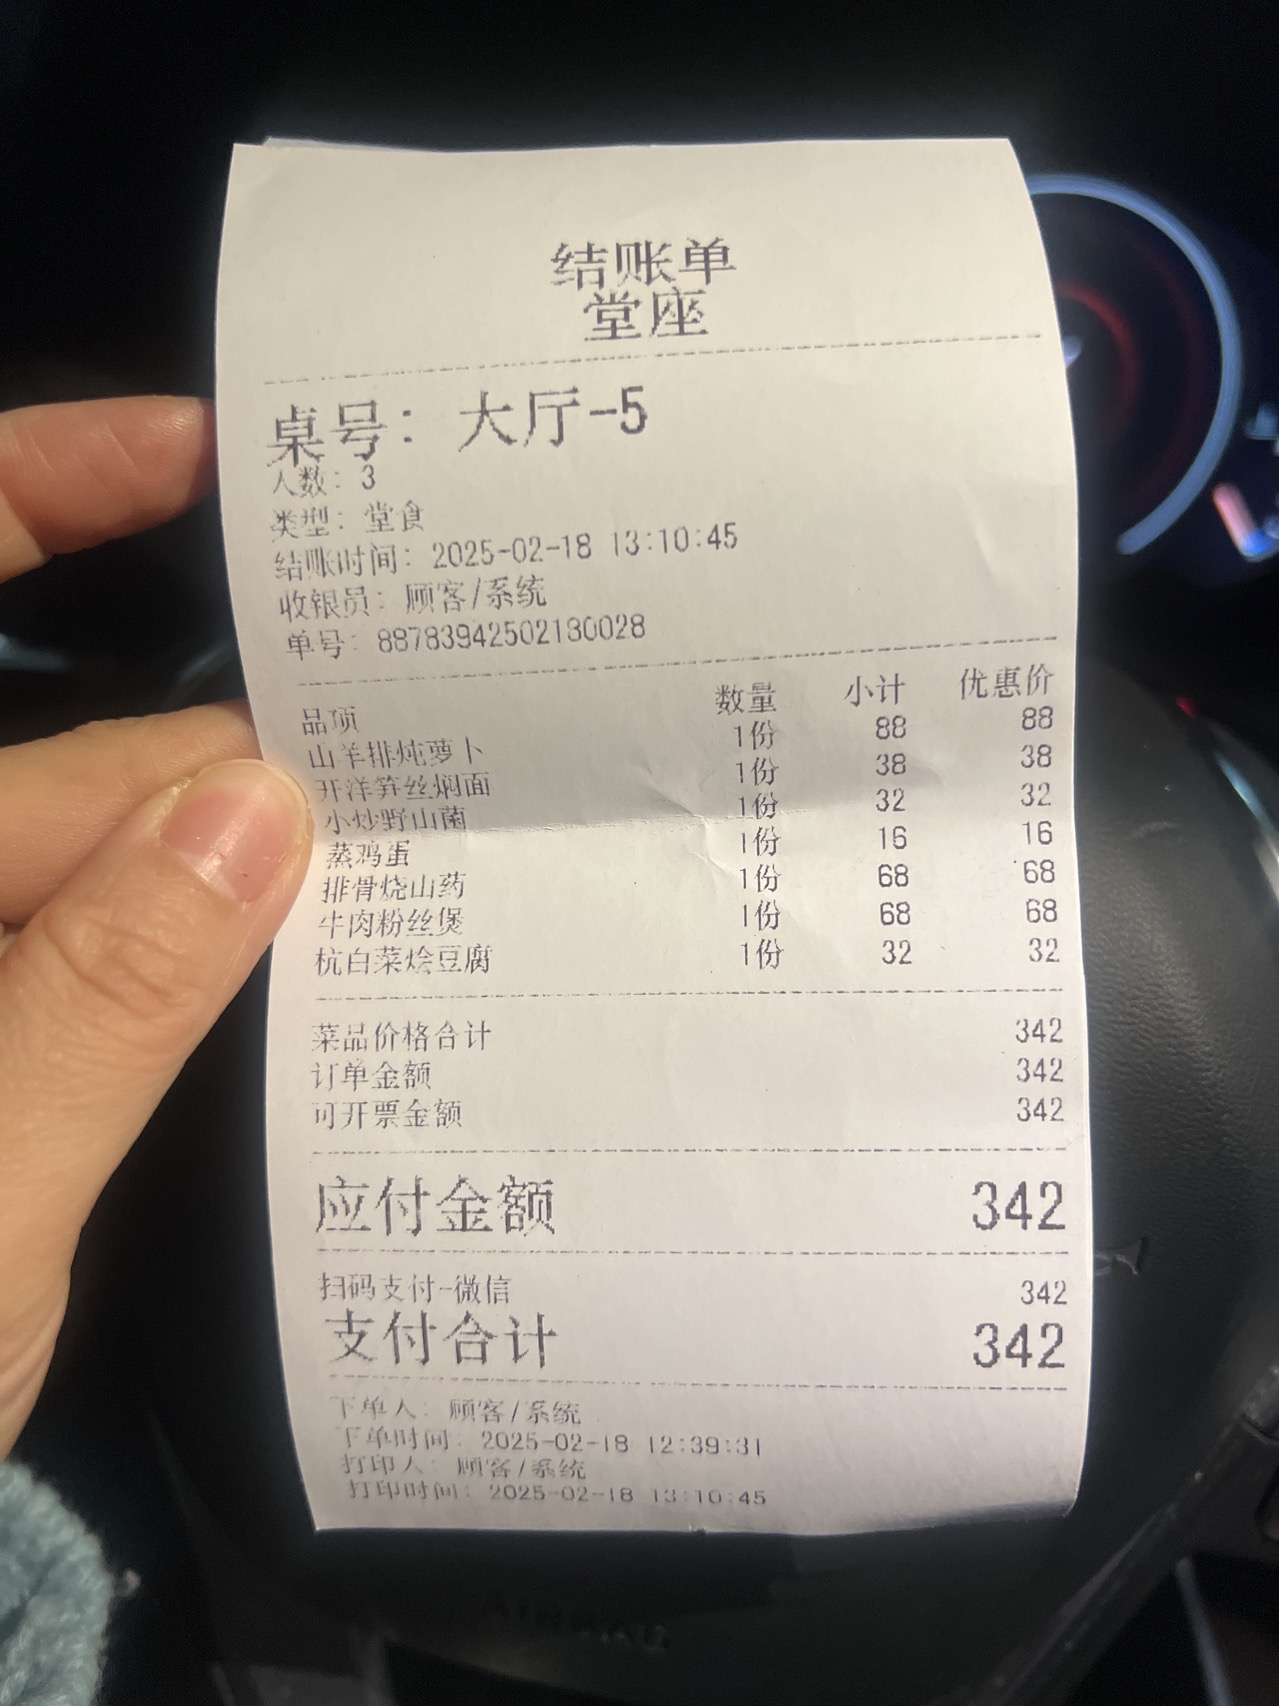 结账单
堂座
桌号：大厅-5
人数：3
类型：堂食
结账时间：2025-02-18 13:10:45
收银员：顾客/系统
单号：88783942502180028
品项 数量 小计 优惠价
山羊排炖萝卜 1份 88 88
开洋笋丝焖面 1份 38 38
小炒野山菌 1份 32 32
蒸鸡蛋 1份 16 16
排骨烧山药 1份 68 68
牛肉粉丝煲 1份 68 68
杭白菜烩豆腐 1份 32 32
菜品价格合计 342
订单金额 342
可开票金额 342
应付金额 342
扫码支付-微信 342
支付合计 342
下单人：顾客/系统
下单时间：2025-02-18 12:39:31
打印人：顾客/系统
打印时间：2025-02-18 13:10:45
AIRBAG